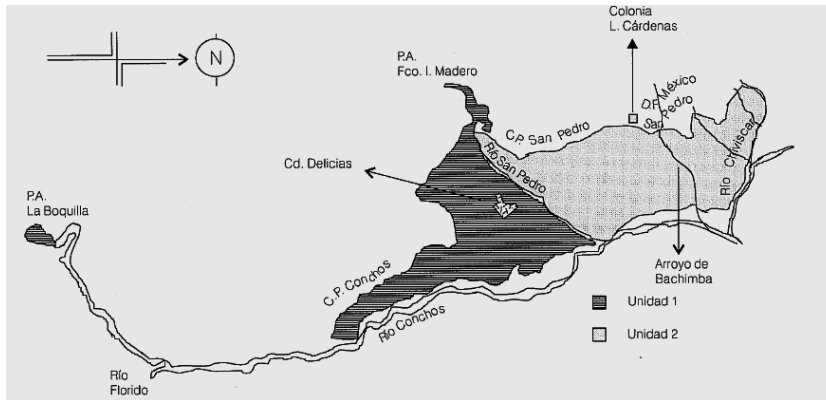 Colonia
L. Cárdenas
N
P.A.
Fco. I. Madero
D.F. México
San Pedro
C.P. San Pedro
Río San Pedro
Río Chiviscar
Cd. Delicias
P.A.
La Boquilla
C.P. Conchos
Río Conchos
Arroyo de
Bachimba
Unidad 1
Unidad 2
Río
Florido